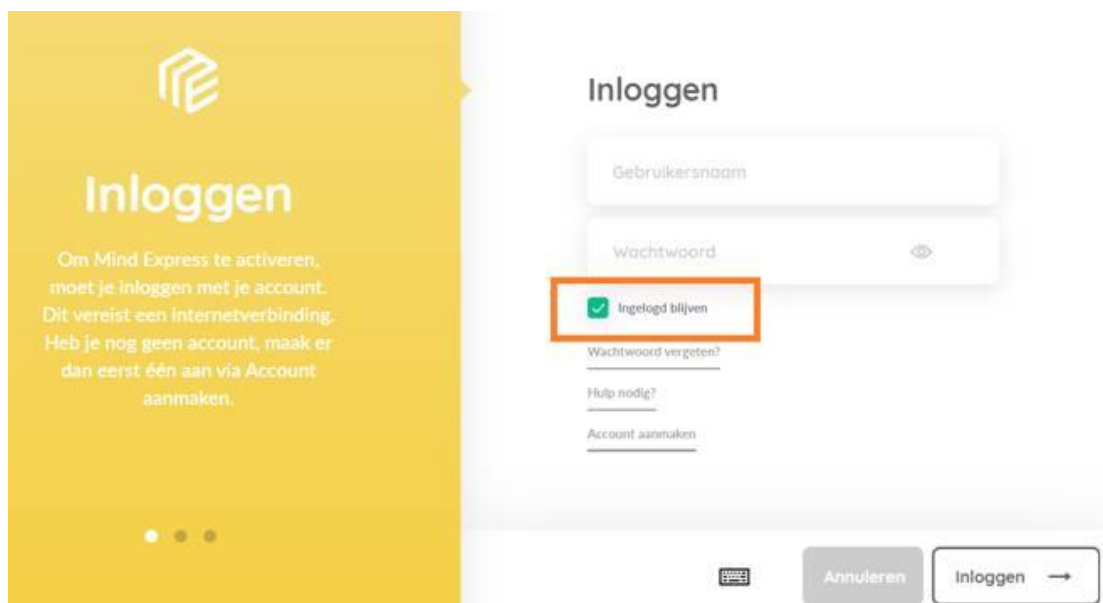 Inloggen
Om Mind Express te activeren,
moet je inloggen met je account.
Dit vereist een internetverbinding.
Heb je nog geen account, maak er
dan eerst één aan via Account
aanmaken.
Inloggen
Gebruikersnaam
Wachtwoord
Ingelogd blijven
Wachtwoord vergeten?
Hulp nodig?
Account aanmaken
Annuleren
Inloggen